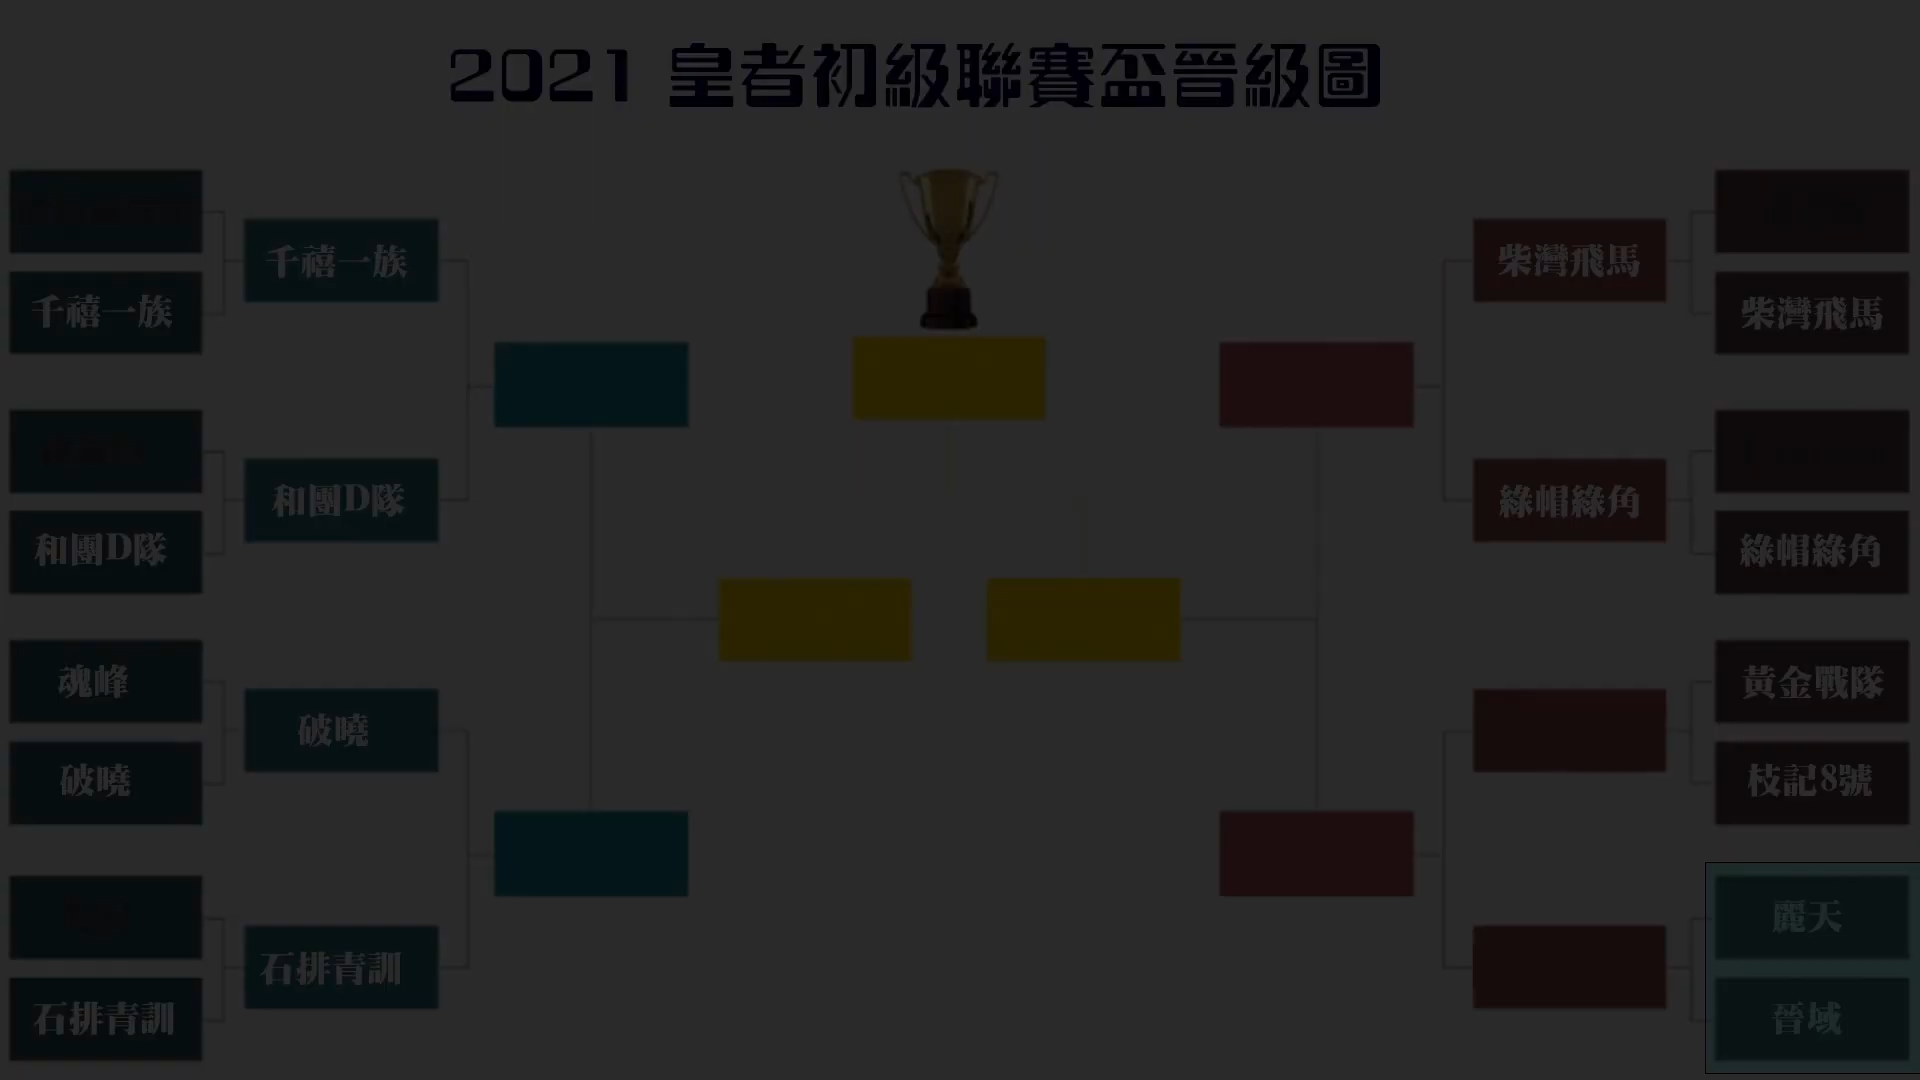 2021 皇者初級聯賽盃晉級圖
千禧一族
千禧一族
和團D隊
和團D隊
魂峰
破曉
破曉
石排青訓
石排青訓
柴灣飛馬
柴灣飛馬
綠帽綠角
綠帽綠角
黃金戰隊
枝記8號
麗天
晉域